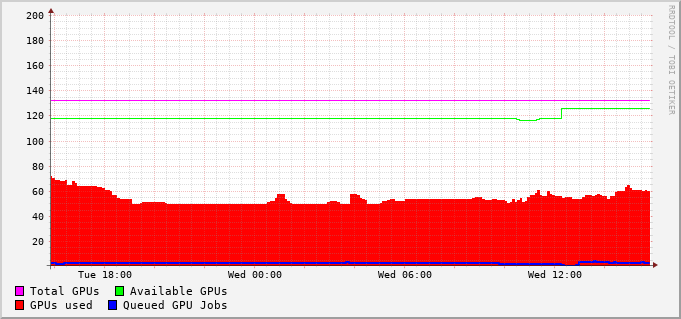 200
180
160
140
120
100
80
60
40
20
Tue 18:00 Wed 00:00 Wed 06:00 Wed 12:00
Total GPUs Available GPUs
GPUs used Queued GPU Jobs
RRDTOOL / TOBI OETIKER